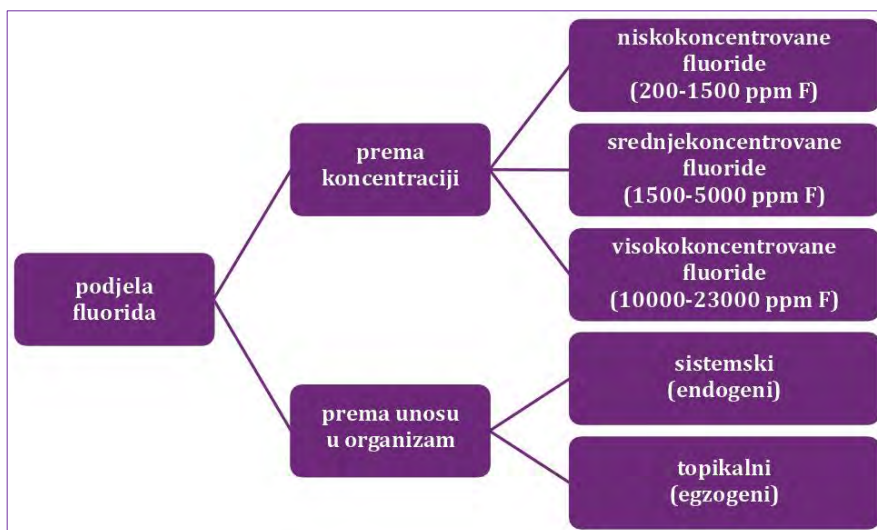 podjela
fluorida
prema
koncentraciji
niskokoncentrovane
fluoride
(200-1500 ppm F)
srednjekoncentrovane
fluoride
(1500-5000 ppm F)
visokokoncentrovane
fluoride
(10000-23000 ppm F)
prema unosu
u organizam
sistemski
(endogeni)
topikalni
(egzogeni)